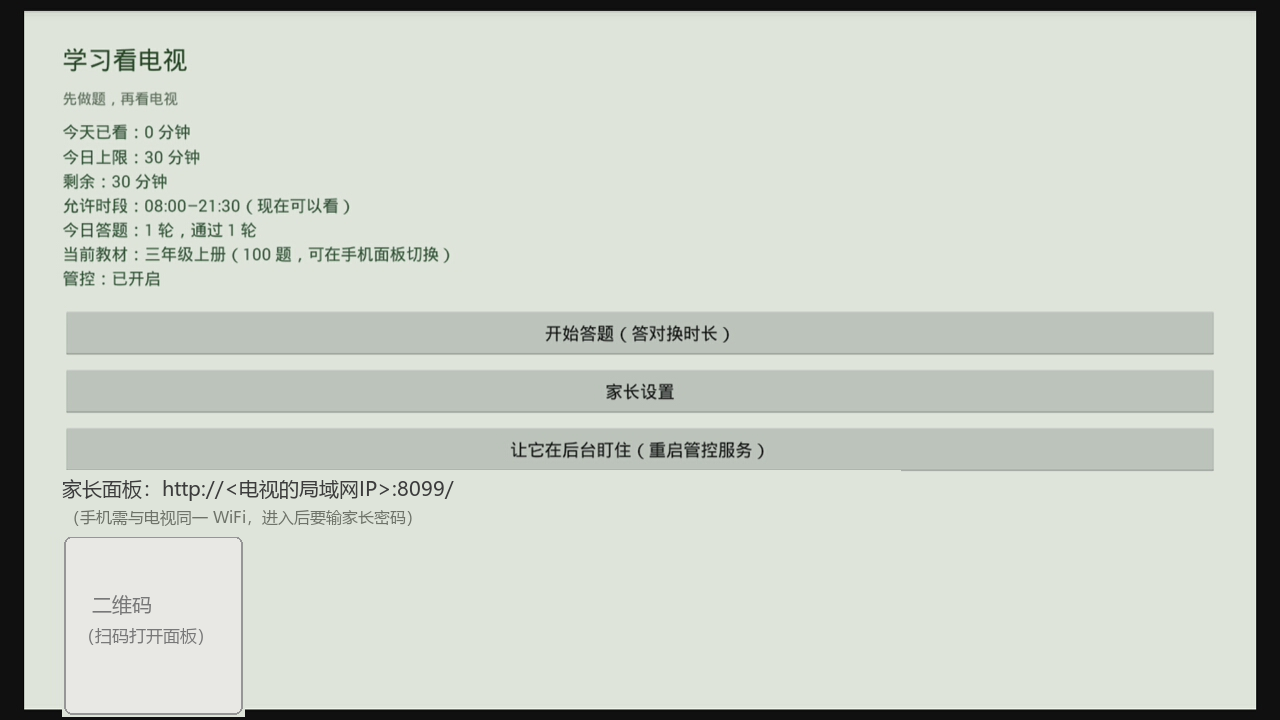 学习看电视
先做题，再看电视
今天已看：0 分钟
今日上限：30 分钟
剩余：30 分钟
允许时段：08:00–21:30（现在可以看）
今日答题：1 轮，通过 1 轮
当前教材：三年级上册（100 题，可在手机面板切换）
管控：已开启
开始答题（答对换时长）
家长设置
让它在后台盯住（重启管控服务）
家长面板：http://<电视的局域网IP>:8099/
（手机需与电视同一 WiFi，进入后要输家长密码）
二维码
（扫码打开面板）